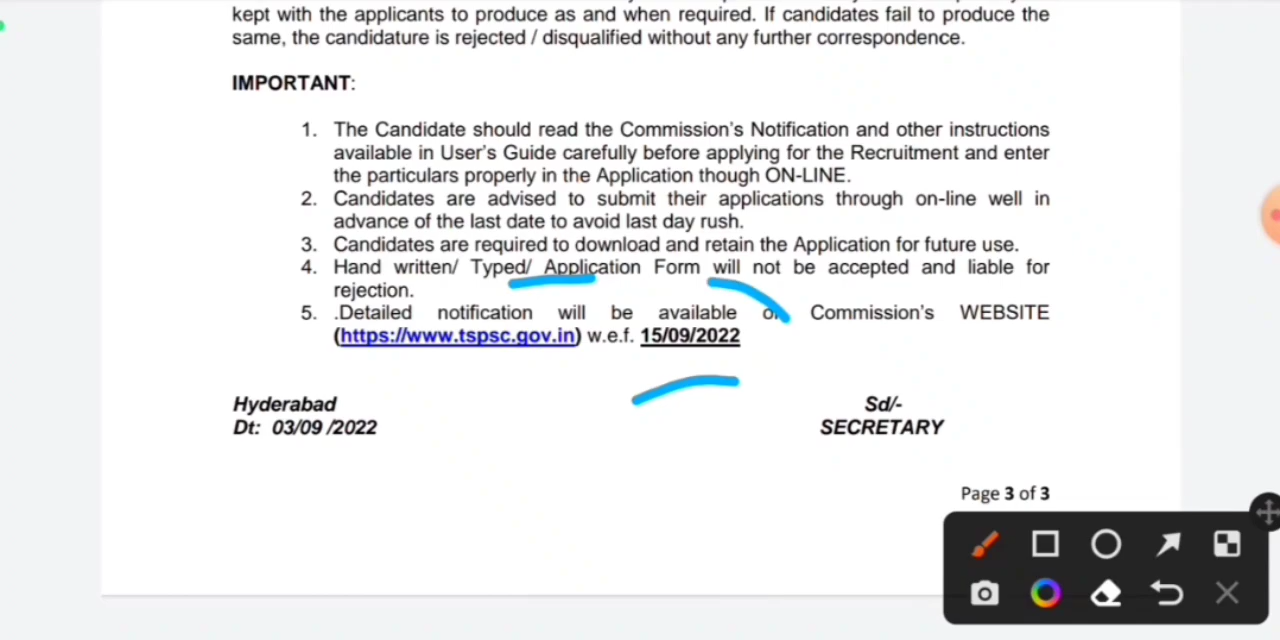 kept with the applicants to produce as and when required. If candidates fail to produce the
same, the candidature is rejected / disqualified without any further correspondence.
IMPORTANT:
1. The Candidate should read the Commission's Notification and other instructions
available in User's Guide carefully before applying for the Recruitment and enter
the particulars properly in the Application though ON-LINE.
2. Candidates are advised to submit their applications through on-line well in
advance of the last date to avoid last day rush.
3. Candidates are required to download and retain the Application for future use.
4. Hand written/ Typed/ Application Form will not be accepted and liable for
rejection.
5. .Detailed notification will be available on Commission's WEBSITE
(https://www.tspsc.gov.in) w.e.f. 15/09/2022
Hyderabad
Dt: 03/09 /2022
Sd/-
SECRETARY
Page 3 of 3